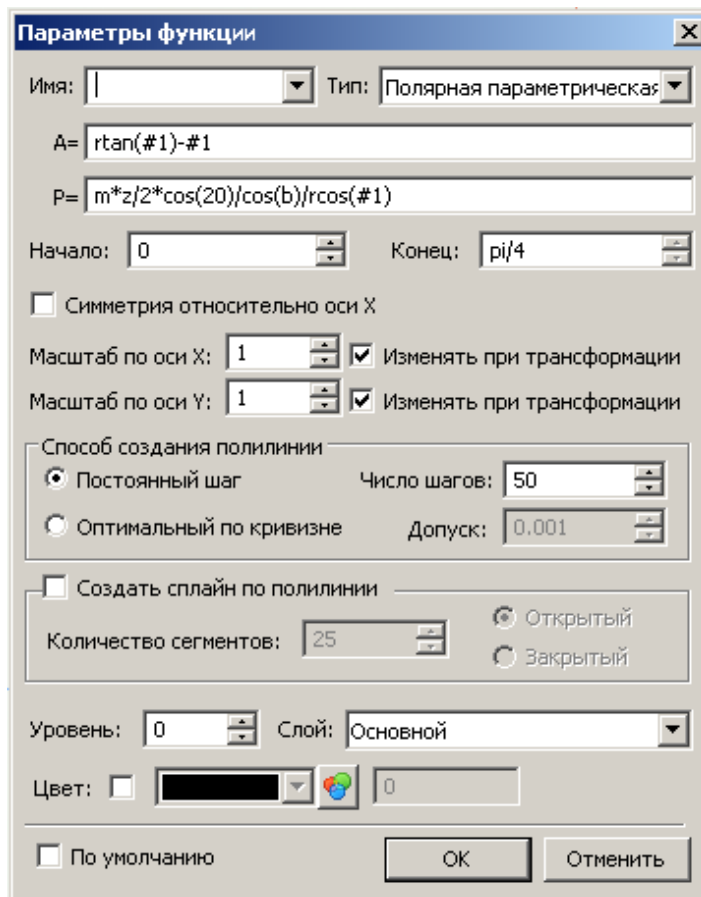 Параметры функции
Имя: Тип: Полярная параметрическая
A= rtan(#1)-#1
P= m*z/2*cos(20)/cos(b)/rcos(#1)
Начало: 0 Конец: pi/4
Симметрия относительно оси X
Масштаб по оси X: 1 Изменять при трансформации
Масштаб по оси Y: 1 Изменять при трансформации
Способ создания полилинии
Постоянный шаг Число шагов: 50
Оптимальный по кривизне Допуск: 0.001
Создать сплайн по полилинии
Количество сегментов: 25 Открытый
Закрытый
Уровень: 0 Слой: Основной
Цвет: 0
По умолчанию OK Отменить